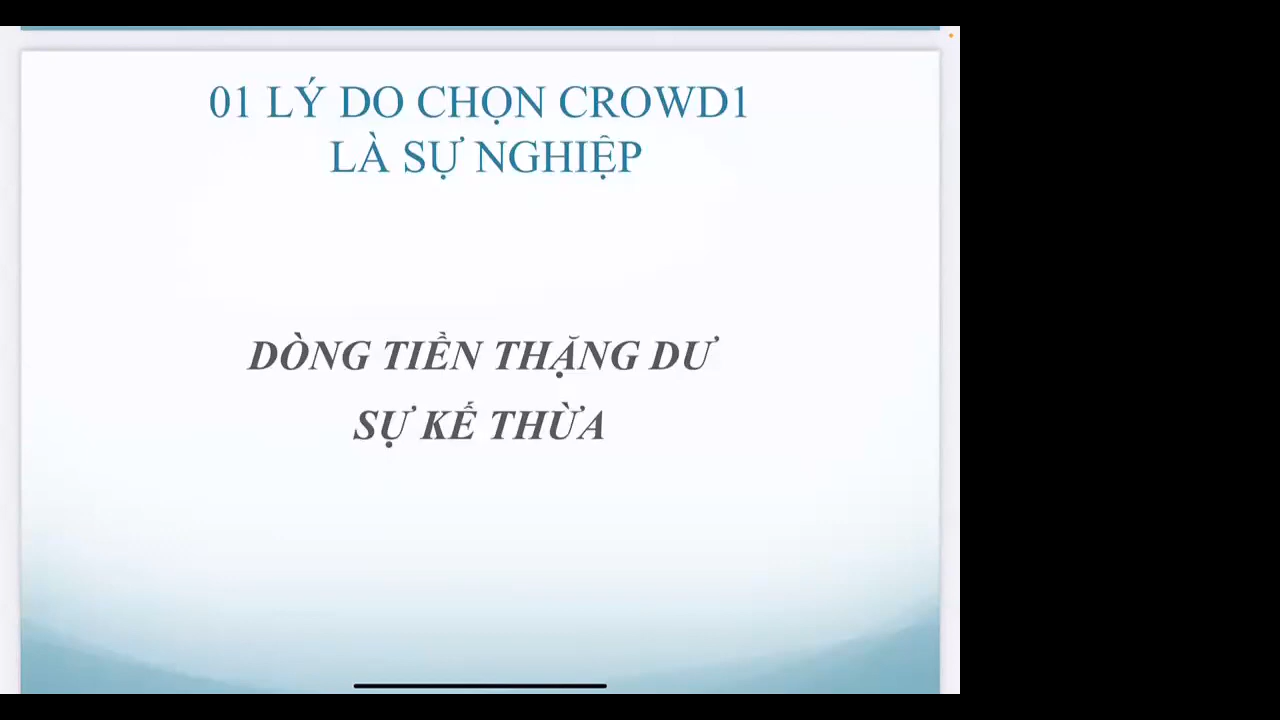 01 LÝ DO CHỌN CROWD1
LÀ SỰ NGHIỆP
DÒNG TIỀN THẶNG DƯ
SỰ KẾ THỪA